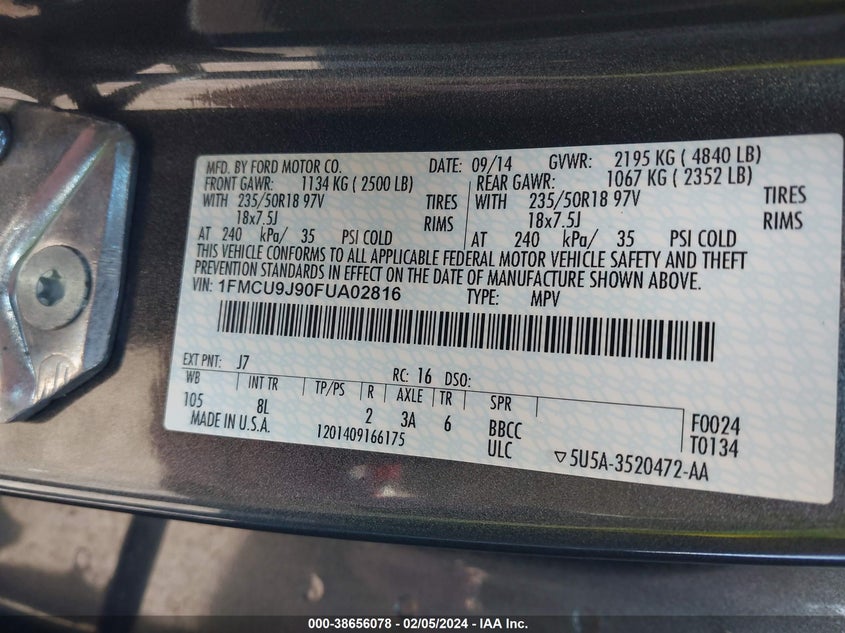 MFD. BY FORD MOTOR CO. DATE: 09/14 GVWR: 2195 KG ( 4840 LB)
FRONT GAWR: 1134 KG ( 2500 LB) REAR GAWR: 1067 KG ( 2352 LB)
WITH 235/50R18 97V TIRES WITH 235/50R18 97V TIRES
18x7.5J RIMS 18x7.5J RIMS
AT 240 kPa/ 35 PSI COLD AT 240 kPa/ 35 PSI COLD
THIS VEHICLE CONFORMS TO ALL APPLICABLE FEDERAL MOTOR VEHICLE SAFETY AND THEFT
PREVENTION STANDARDS IN EFFECT ON THE DATE OF MANUFACTURE SHOWN ABOVE.
VIN: 1FMCU9J90FUA02816 TYPE: MPV
EXT PNT: J7 RC: 16 DSO:
WB INT TR TP/PS R AXLE TR SPR
105 8L 2 3A 6 BBCC F0024
MADE IN U.S.A. 1201409166175 ULC ▽5U5A-3520472-AA T0134
000-38656078 - 02/05/2024 - IAA Inc.